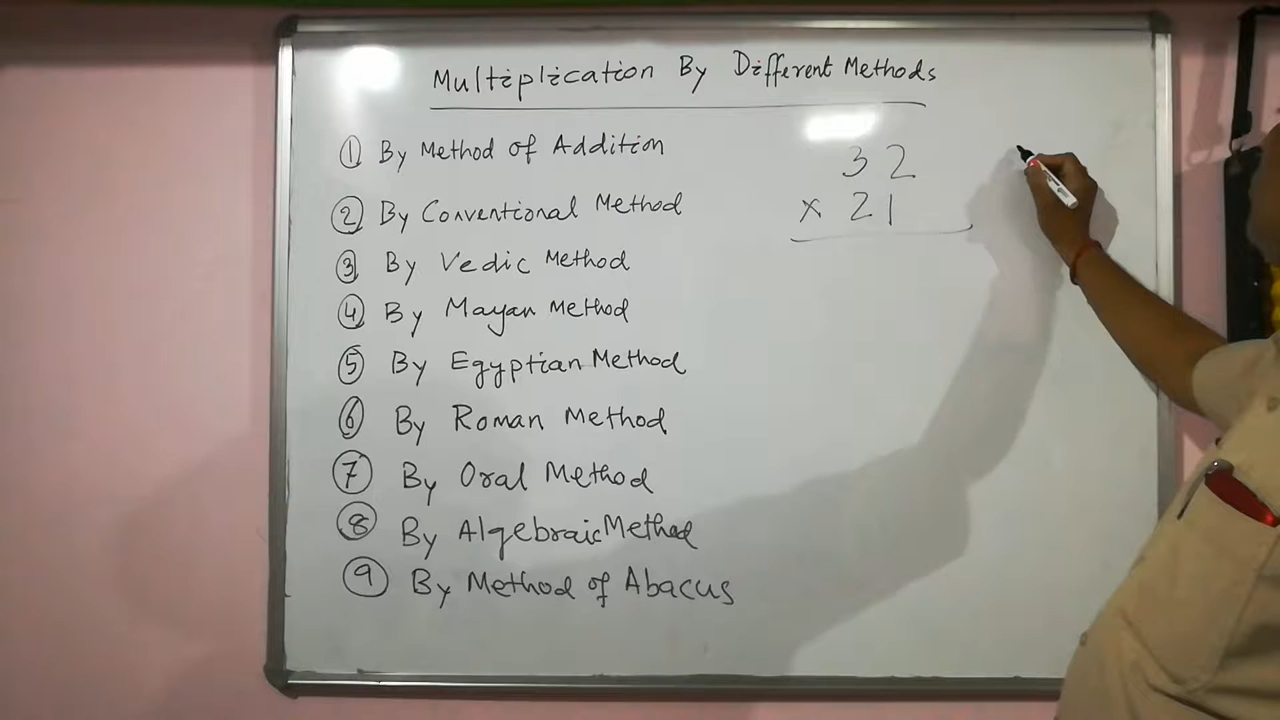 Multiplication By Different Methods
① By Method of Addition
② By Conventional Method
③ By Vedic Method
④ By Mayan Method
⑤ By Egyptian Method
⑥ By Roman Method
⑦ By Oral Method
⑧ By Algebraic Method
⑨ By Method of Abacus
32
× 21